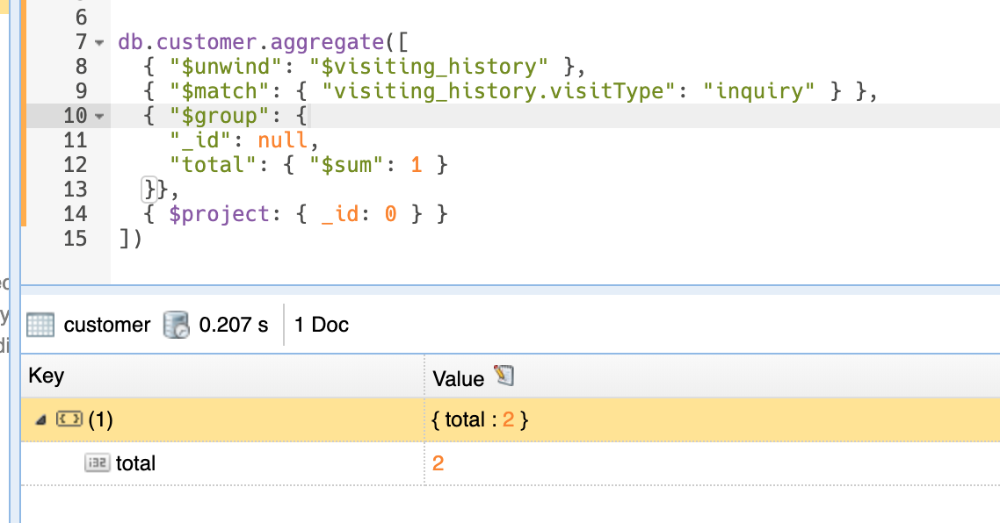 6
7 db.customer.aggregate([
8 { "$unwind": "$visiting_history" },
9 { "$match": { "visiting_history.visitType": "inquiry" } },
10 { "$group": {
11 "_id": null,
12 "total": { "$sum": 1 }
13 }},
14 { $project: { _id: 0 } }
15 ])
customer 0.207 s 1 Doc
Key Value
(1) { total : 2 }
i32 total 2